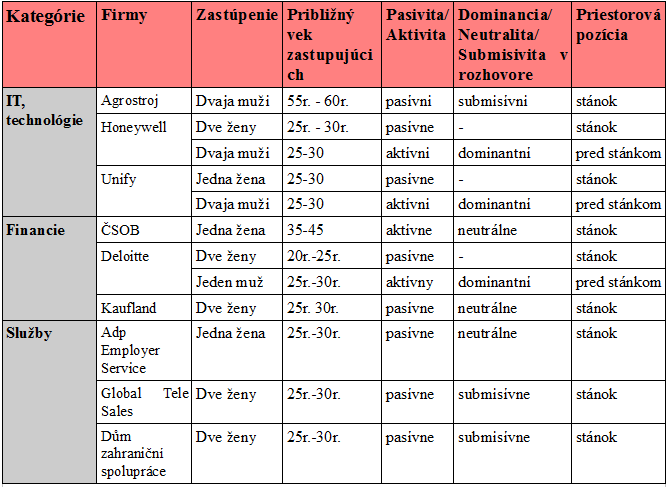 Kategórie Firmy Zastúpenie Približný vek zastupujúcich Pasivita/ Aktivita Dominancia/ Neutralita/ Submisivita v rozhovore Priestorová pozícia
IT, technológie Agrostroj Dvaja muži 55r. - 60r. pasívni submisívni stánok
Honeywell Dve ženy 25r. - 30r. pasívne - stánok
Dvaja muži 25-30 aktívni dominantní pred stánkom
Unify Jedna žena 25-30 pasívne - stánok
Dvaja muži 25-30 aktívni dominantní pred stánkom
Financie ČSOB Jedna žena 35-45 aktívne neutrálne stánok
Deloitte Dve ženy 20r.-25r. pasívne - stánok
Jeden muž 25r.-30r. aktívny dominantní pred stánkom
Kaufland Dve ženy 25r. 30r. pasívne neutrálne stánok
Služby Adp Employer Service Jedna žena 25r.-30r. pasívne neutrálne stánok
Global Tele Sales Dve ženy 25r.-30r. pasívne submisívne stánok
Dům zahraniční spolupráce Dve ženy 25r.-30r. pasívne submisívne stánok